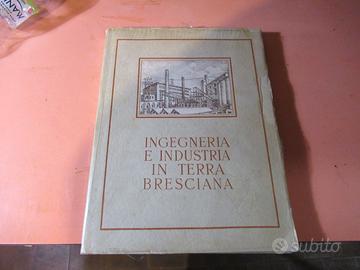 INGEGNERIA
E INDUSTRIA
IN TERRA
BRESCIANA
subito